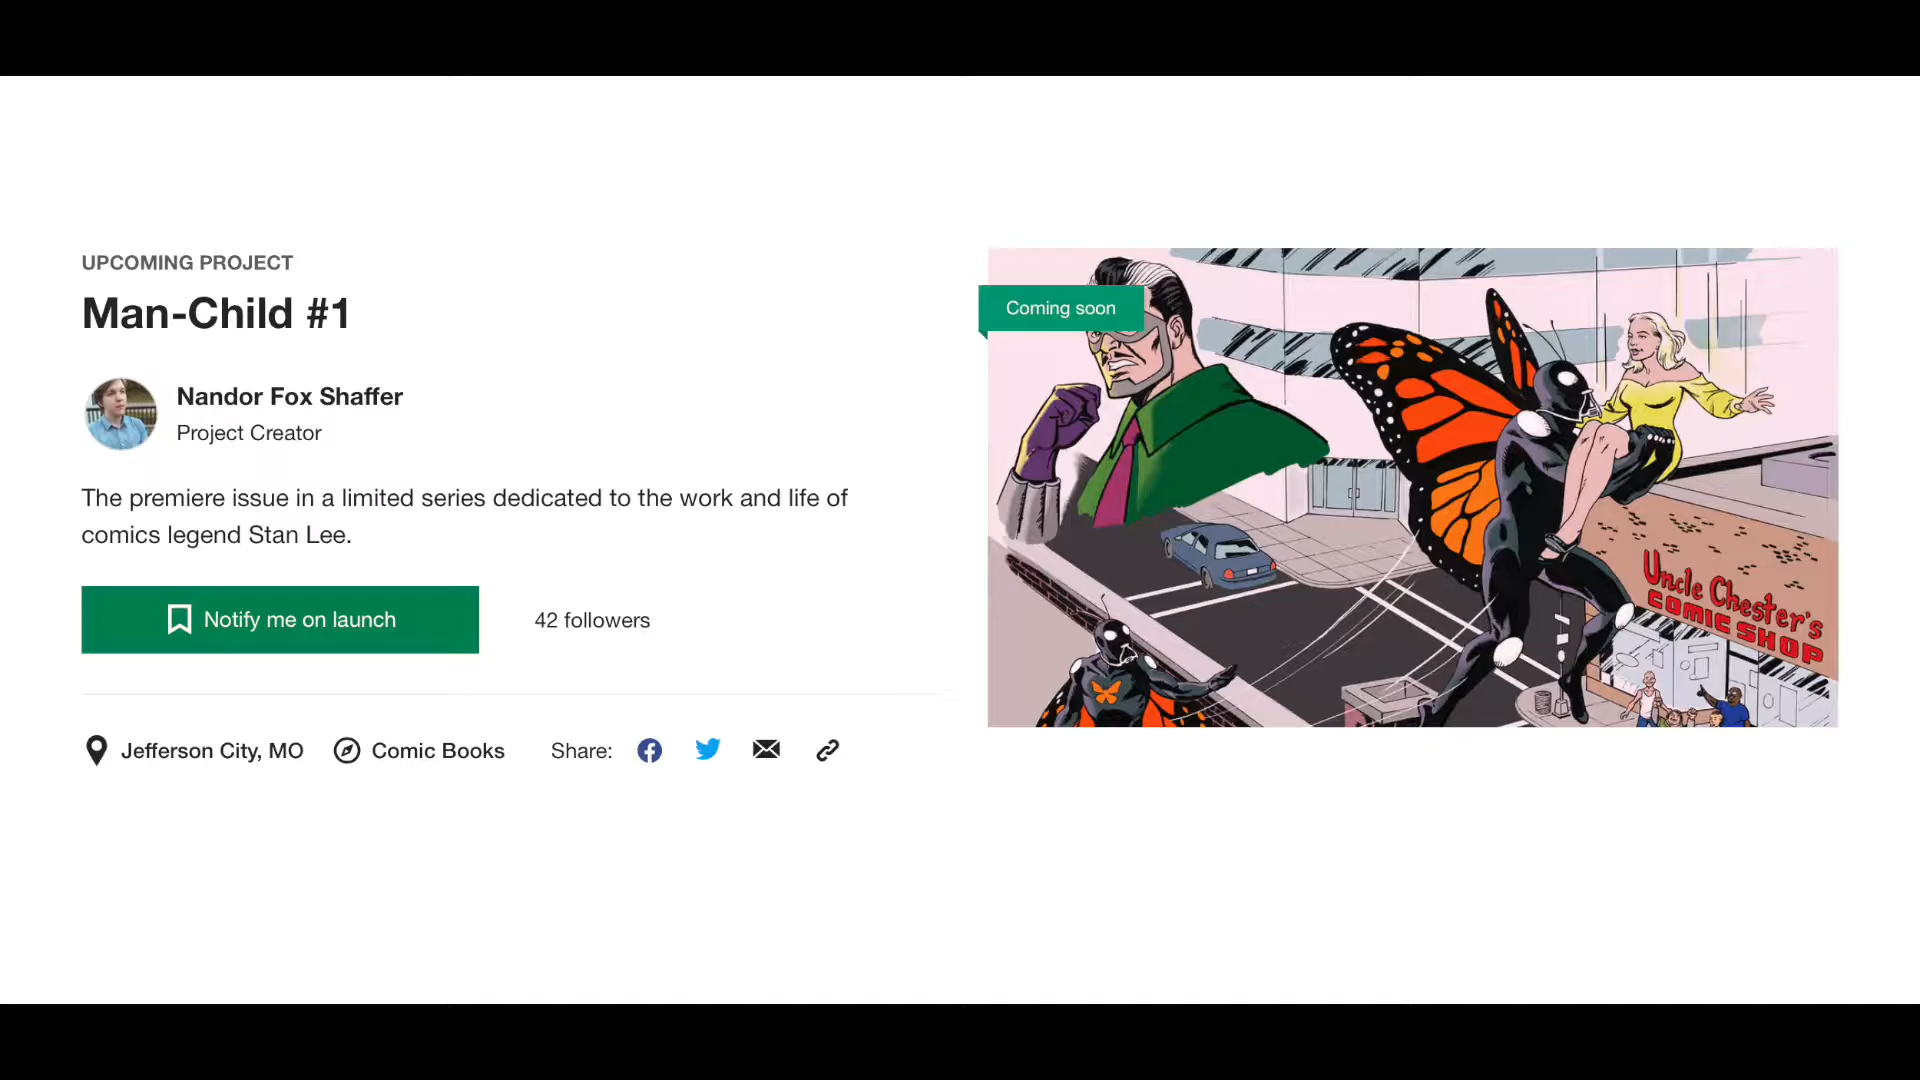 UPCOMING PROJECT
Man-Child #1
Nandor Fox Shaffer
Project Creator
The premiere issue in a limited series dedicated to the work and life of
comics legend Stan Lee.
Notify me on launch
42 followers
Jefferson City, MO
Comic Books
Share:
Coming soon
Uncle Chester's
COMIC SHOP